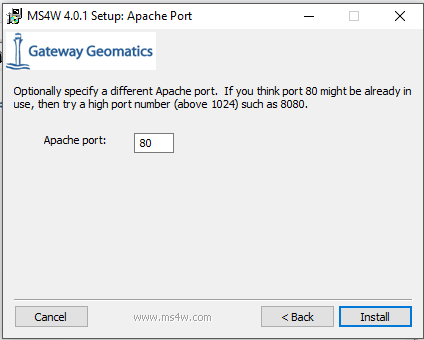 MS4W 4.0.1 Setup: Apache Port
Gateway Geomatics
Optionally specify a different Apache port. If you think port 80 might be already in
use, then try a high port number (above 1024) such as 8080.
Apache port: 80
Cancel www.ms4w.com < Back Install